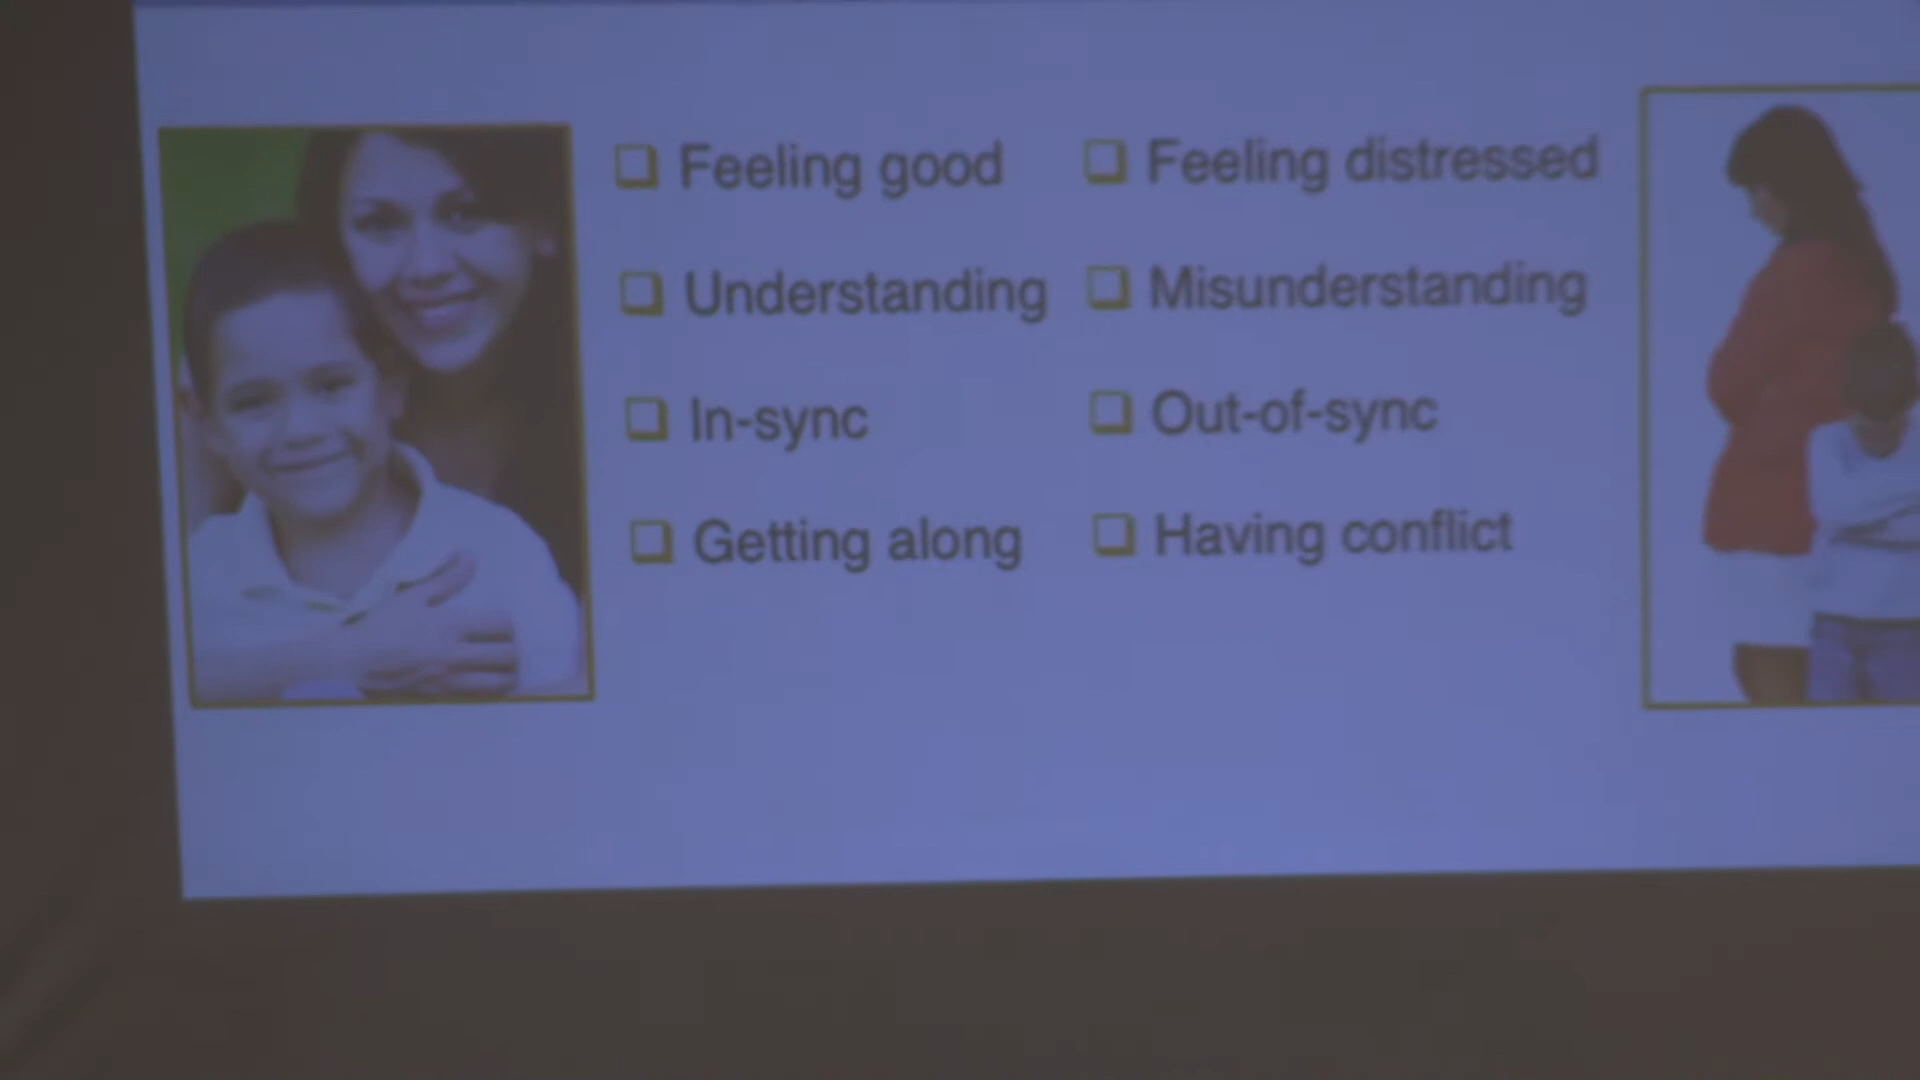 Feeling good
Understanding
In-sync
Getting along
Feeling distressed
Misunderstanding
Out-of-sync
Having conflict